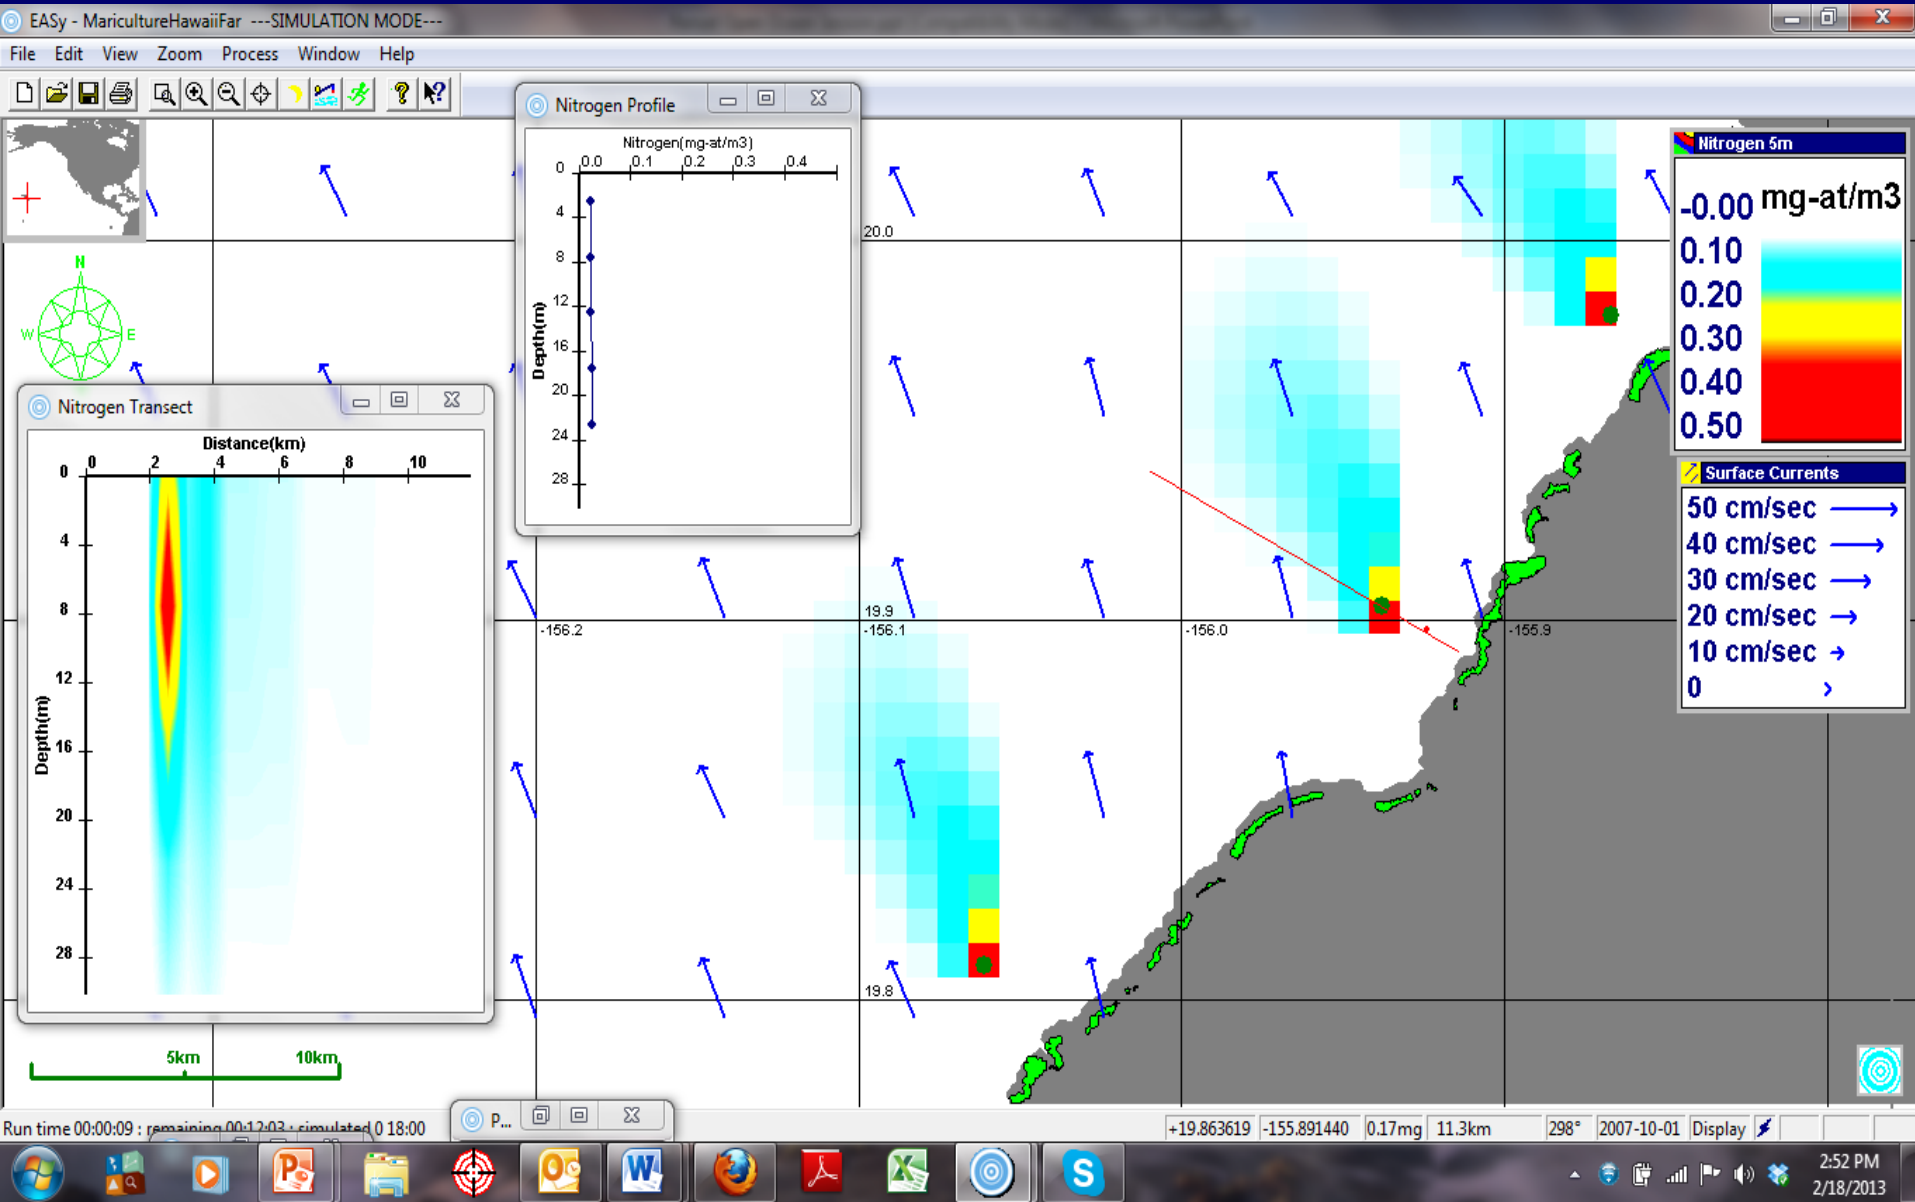 EASy - MaricultureHawaiiFar ---SIMULATION MODE---
File Edit View Zoom Process Window Help
Nitrogen Profile
Nitrogen(mg-at/m3)
0.0 0.1 0.2 0.3 0.4
0
4
8
12
16
20
24
28
Depth(m)
Nitrogen 5m
mg-at/m3
-0.00
0.10
0.20
0.30
0.40
0.50
Surface Currents
50 cm/sec
40 cm/sec
30 cm/sec
20 cm/sec
10 cm/sec
0
N
W E
Nitrogen Transect
Distance(km)
0 2 4 6 8 10
0
4
8
12
16
20
24
28
Depth(m)
20.0
19.9
-156.2 -156.1 -156.0 -155.9
19.8
5km 10km
P...
Run time 00:00:09 : remaining 00:12:03 : simulated 0 18:00
+19.863619 -155.891440 0.17mg 11.3km 298° 2007-10-01 Display
2:52 PM
2/18/2013